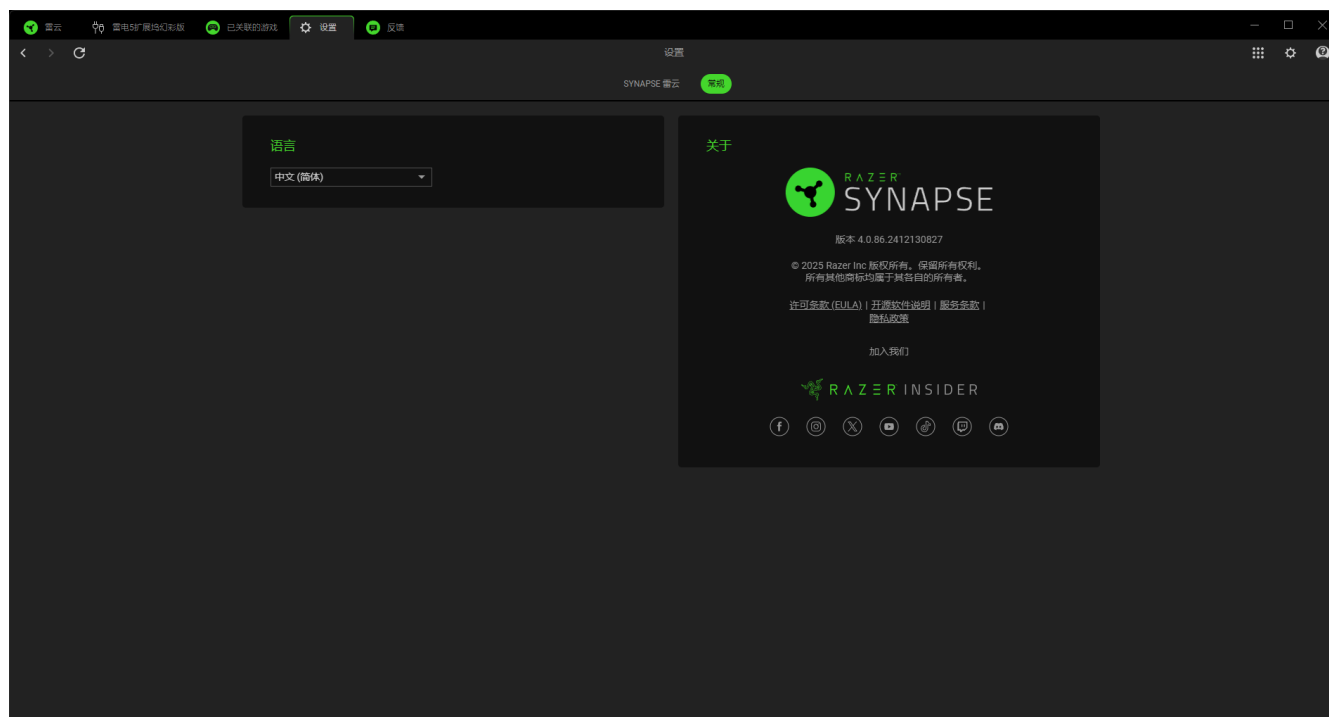 雷云 雷电5扩展坞幻彩版 已关联的游戏 设置 反馈
设置
SYNAPSE 雷云 常规
语言
中文 (简体)
关于
RAZER
SYNAPSE
版本 4.0.86.2412130827
© 2025 Razer Inc 版权所有。保留所有权利。
所有其他商标均属于其各自的所有者。
许可条款 (EULA) | 开源软件说明 | 服务条款 |
隐私政策
加入我们
RAZER INSIDER